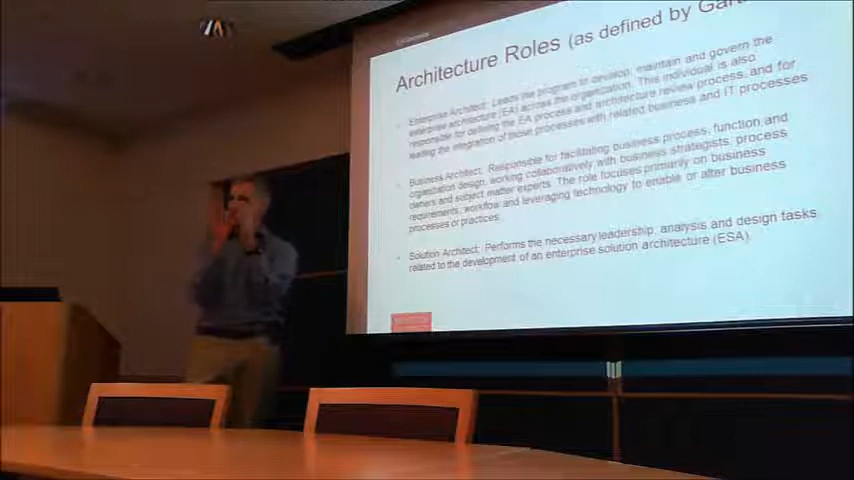 Architecture Roles (as defined by
Enterprise Architect: Leads the program to develop, maintain and govern the
enterprise architecture (EA) across the organization. This individual is also
responsible for defining the EA process and architecture review process, and for
leading the integration of those processes with related business and IT processes
Business Architect: Responsible for facilitating business process, function and
organization design, working collaboratively with business strategists, process
owners and subject matter experts. The role focuses primarily on business
requirements, workflow and leveraging technology to enable or alter business
processes or practices.
Solution Architect: Performs the necessary leadership, analysis and design tasks
related to the development of an enterprise solution architecture (ESA).